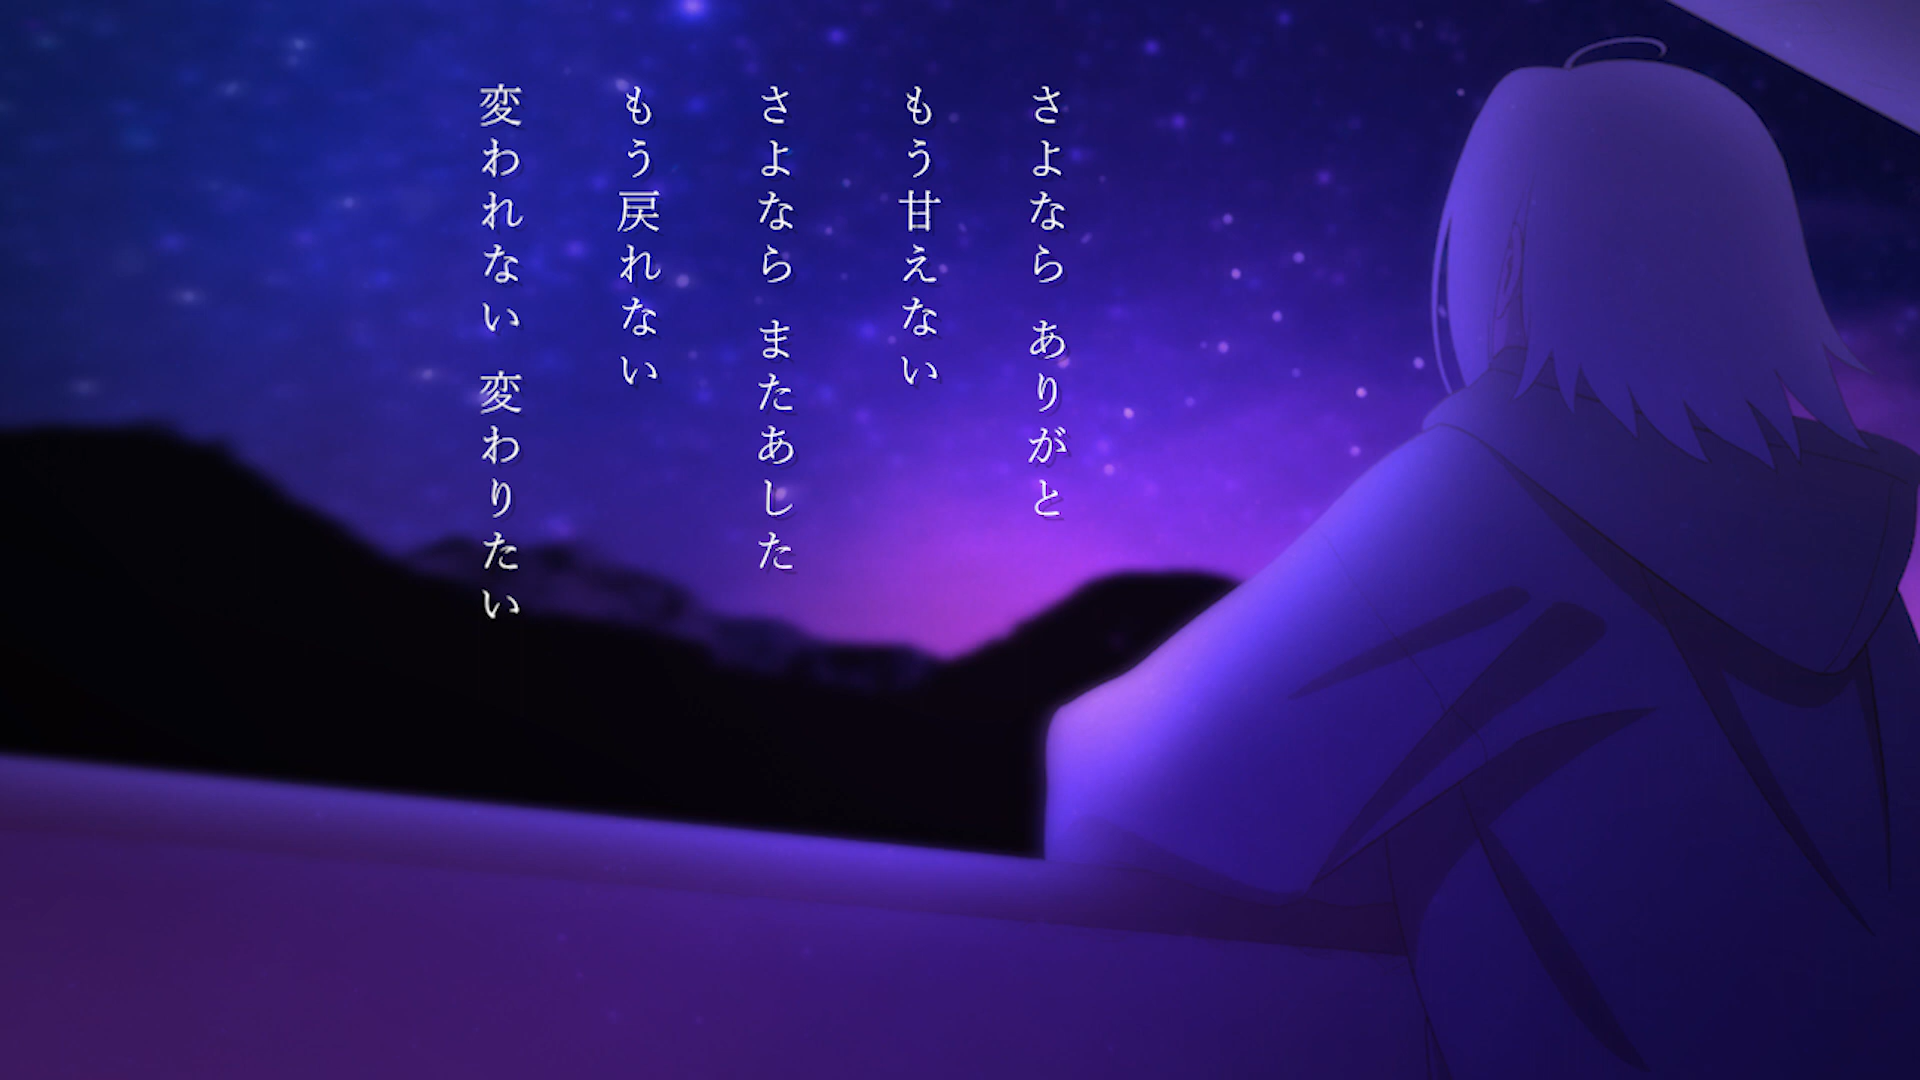 さよなら ありがと
もう甘えない
さよなら またあした
もう戻れない
変われない 変わりたい